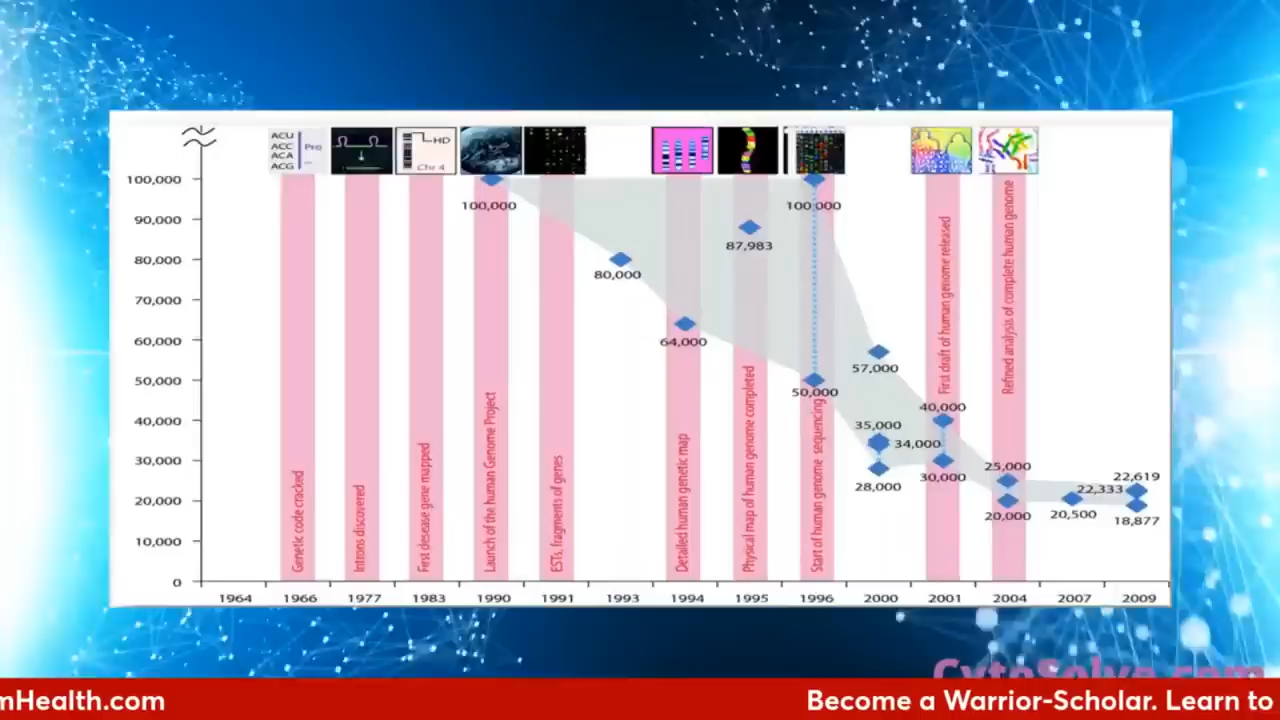 ACU
ACC
ACA
ACG
Pro
HD
Chr 4
100,000
90,000
80,000
70,000
60,000
50,000
40,000
30,000
20,000
10,000
0
100,000
80,000
64,000
87,983
100,000
50,000
57,000
35,000
34,000
28,000
40,000
30,000
25,000
20,000
20,500
22,333
22,619
18,877
Genetic code cracked
Introns discovered
First desease gene mapped
Launch of the human Genome Project
ESTs, fragments of genes
Detailed human genetic map
Physical map of human genome completed
Start of human genome sequencing
First draft of human genome released
Refined analysis of complete human genome
1964 1966 1977 1983 1990 1991 1993 1994 1995 1996 2000 2001 2004 2007 2009
CytoSolve.com
mHealth.com
Become a Warrior-Scholar. Learn to